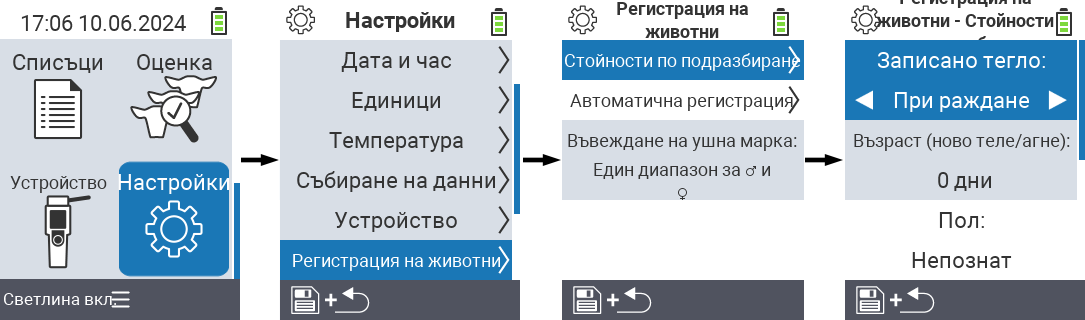 17:06 10.06.2024
Списъци
Оценка
Устройство
Настройки
Светлина вкл.
Настройки
Дата и час
Единици
Температура
Събиране на данни
Устройство
Регистрация на животни
+
Регистрация на
животни
Стойности по подразбиране
Автоматична регистрация
Въвеждане на ушна марка:
Един диапазон за ♂ и
♀
+
Регистрация на
животни - Стойности
Записано тегло:
При раждане
Възраст (ново теле/агне):
0 дни
Пол:
Непознат
+